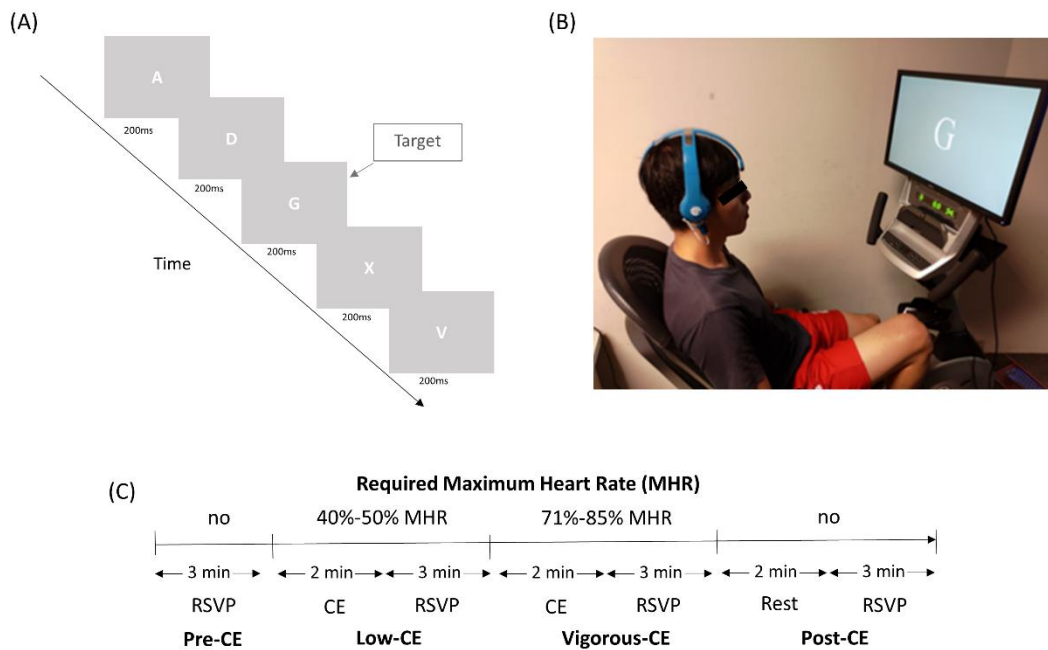 (A)
A
200ms
D
200ms
Target
G
200ms
Time
X
200ms
V
200ms
(B)
G
(C)
Required Maximum Heart Rate (MHR)
no 40%-50% MHR 71%-85% MHR no
3 min 2 min 3 min 2 min 3 min 2 min 3 min
RSVP CE RSVP CE RSVP Rest RSVP
Pre-CE Low-CE Vigorous-CE Post-CE